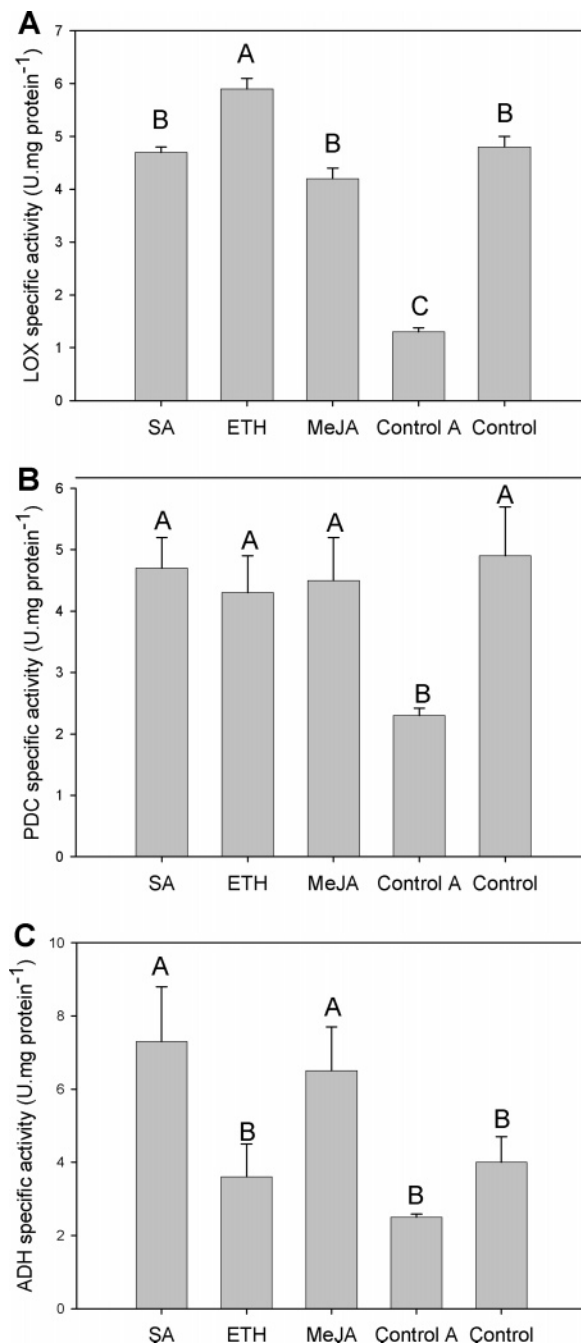 A
LOX specific activity (U.mg protein⁻¹)
7
6
5
4
3
2
1
0
B
A
B
C
B
SA ETH MeJA Control A Control
B
PDC specific activity (U.mg protein⁻¹)
6
5
4
3
2
1
0
A
A
A
B
A
SA ETH MeJA Control A Control
C
ADH specific activity (U.mg protein⁻¹)
10
8
6
4
2
0
A
B
A
B
B
SA ETH MeJA Control A Control